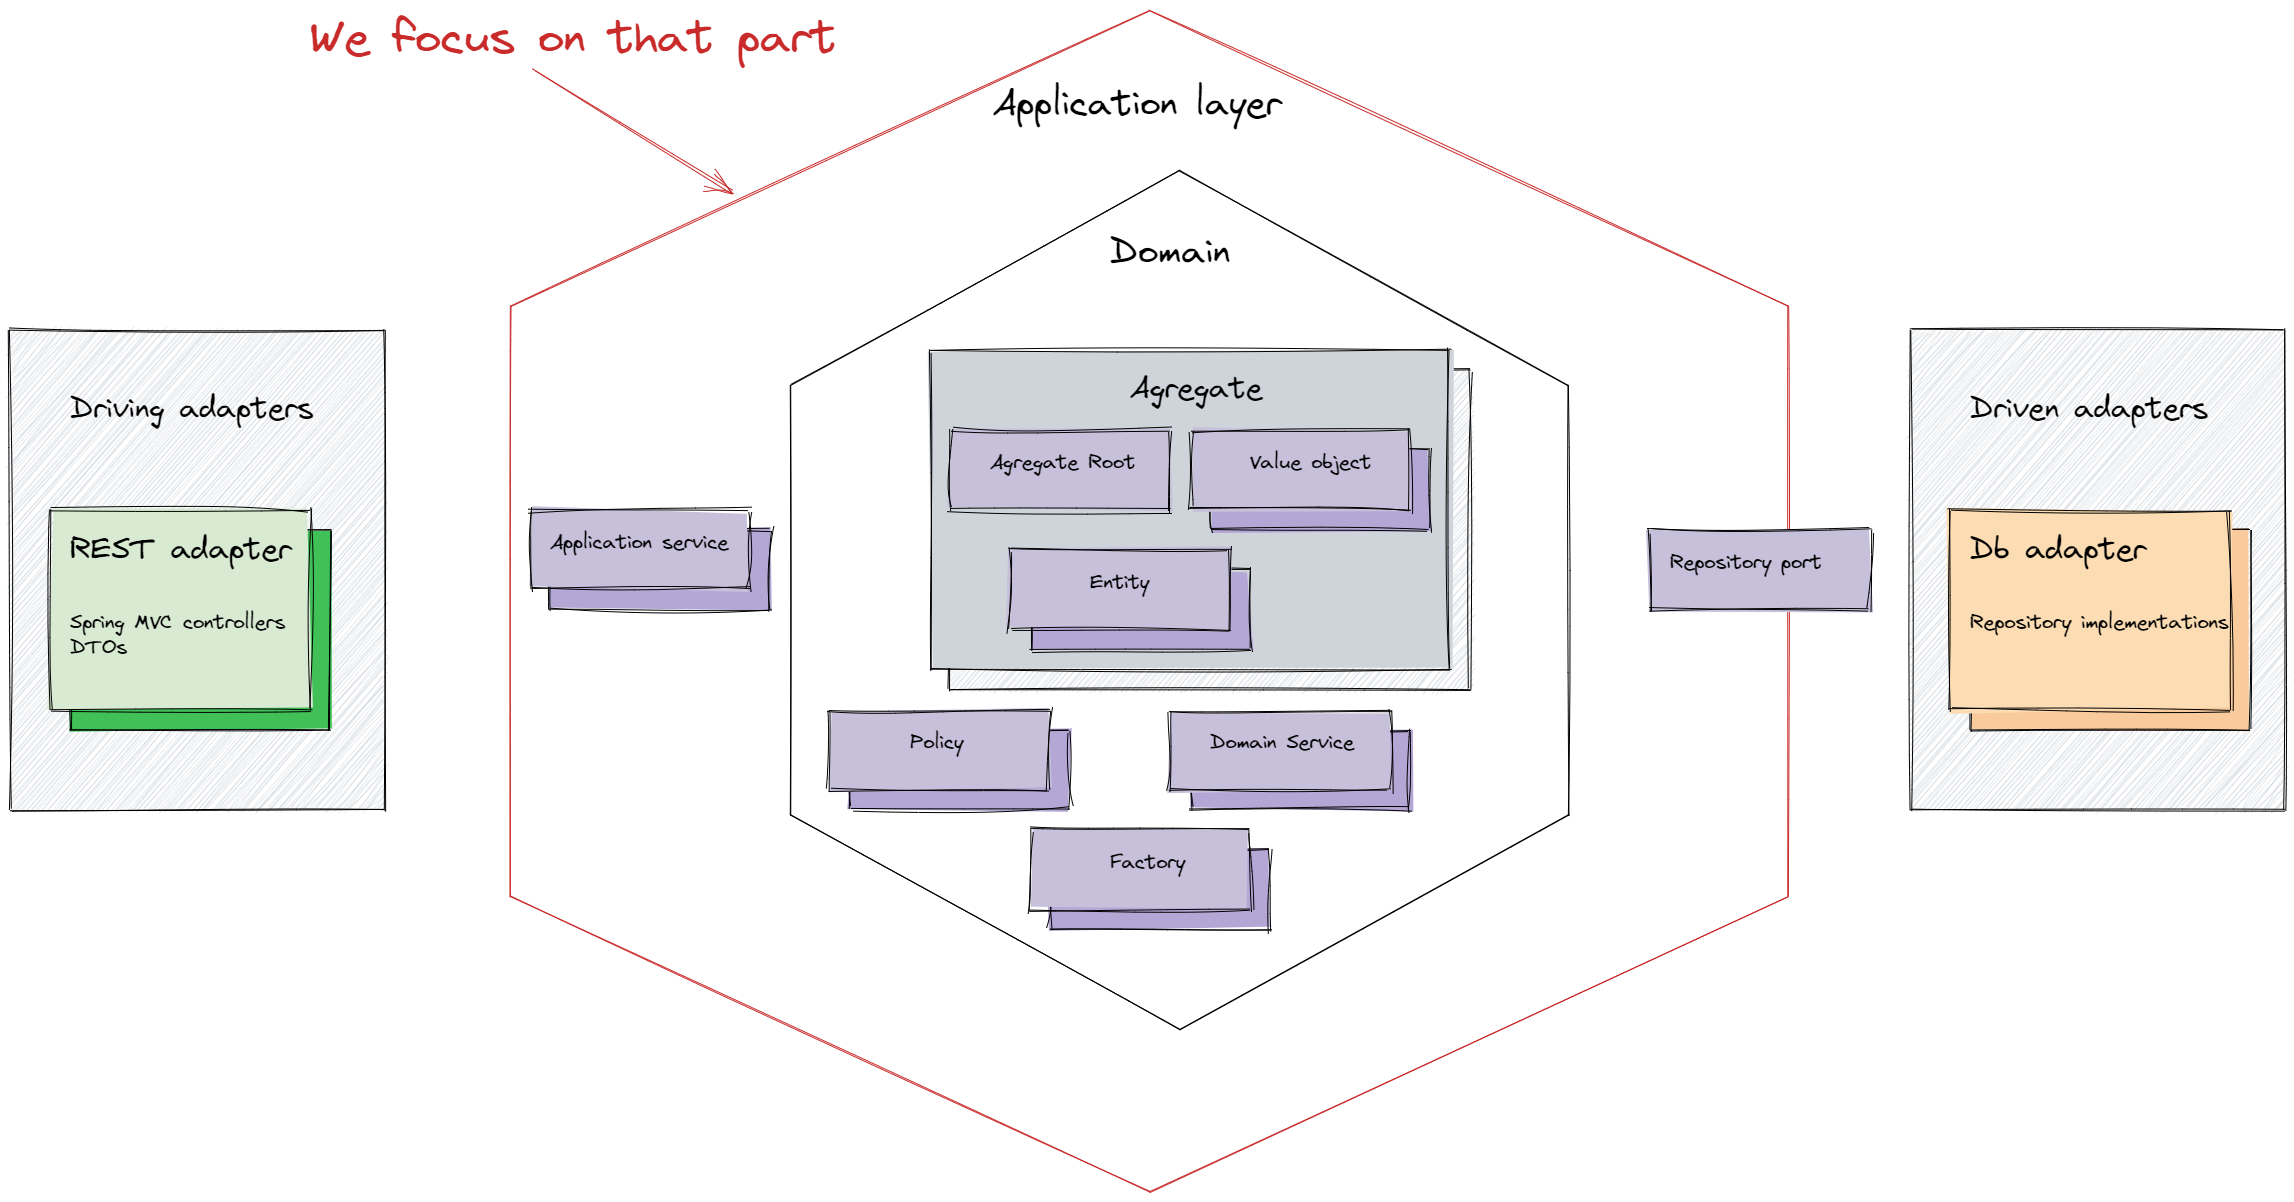 We focus on that part
Application layer
Domain
Driving adapters
REST adapter
Spring MVC controllers
DTOs
Application service
Agregate
Agregate Root
Value object
Entity
Policy
Domain Service
Factory
Repository port
Driven adapters
Db adapter
Repository implementations